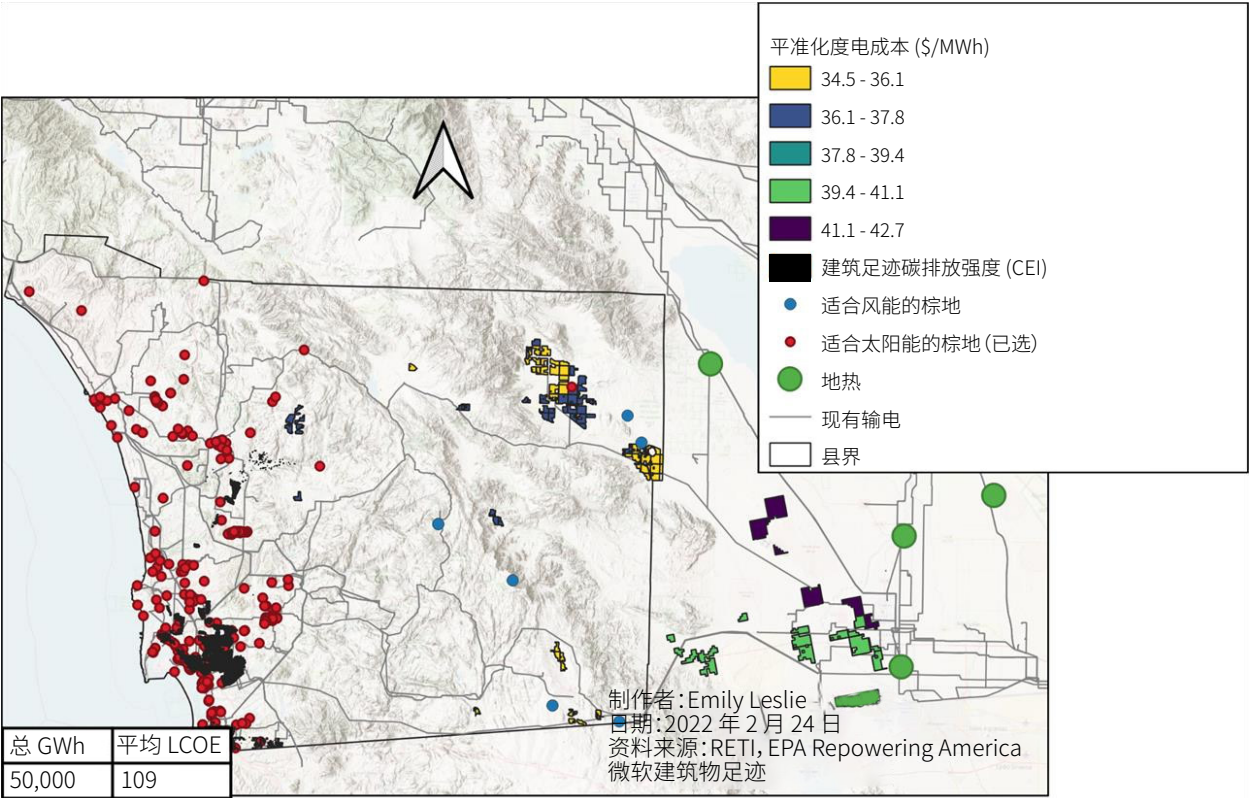 平准化度电成本 ($/MWh)
34.5 - 36.1
36.1 - 37.8
37.8 - 39.4
39.4 - 41.1
41.1 - 42.7
建筑足迹碳排放强度 (CEI)
适合风能的棕地
适合太阳能的棕地（已选）
地热
现有输电
县界
制作者：Emily Leslie
日期：2022 年 2 月 24 日
资料来源：RETI，EPA Repowering America
微软建筑物足迹
总 GWh 平均 LCOE
50,000 109